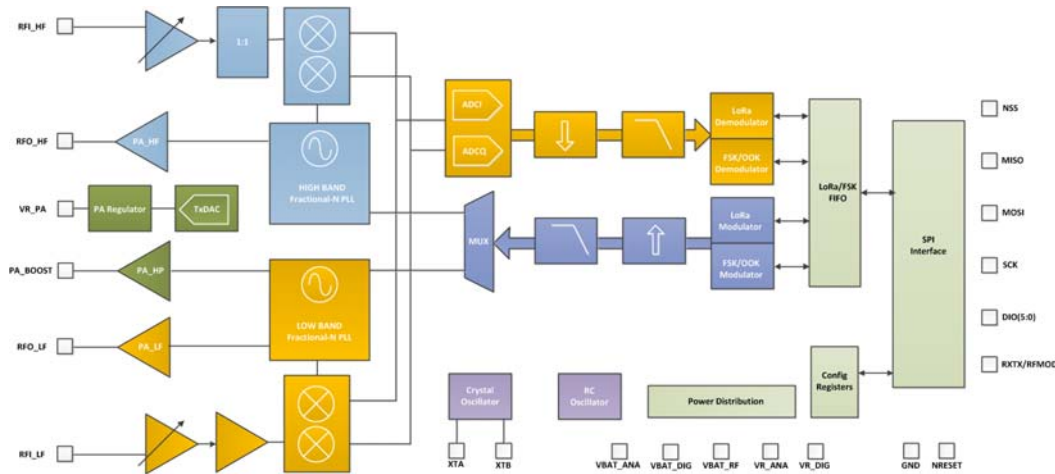 RFI_HF
1:1
RFO_HF
PA_HF
HIGH BAND
Fractional-N PLL
VR_PA
PA Regulator
TxDAC
PA_BOOST
PA_HP
RFO_LF
PA_LF
LOW BAND
Fractional-N PLL
RFI_LF
ADCI
ADCQ
MUX
LoRa
Demodulator
FSK/OOK
Demodulator
LoRa
Modulator
FSK/OOK
Modulator
LoRa/FSK
FIFO
SPI
Interface
NSS
MISO
MOSI
SCK
DIO(5:0)
RXTX/RFMOD
Crystal
Oscillator
RC
Oscillator
Power Distribution
Config
Registers
XTA
XTB
VBAT_ANA
VBAT_DIG
VBAT_RF
VR_ANA
VR_DIG
GND
NRESET